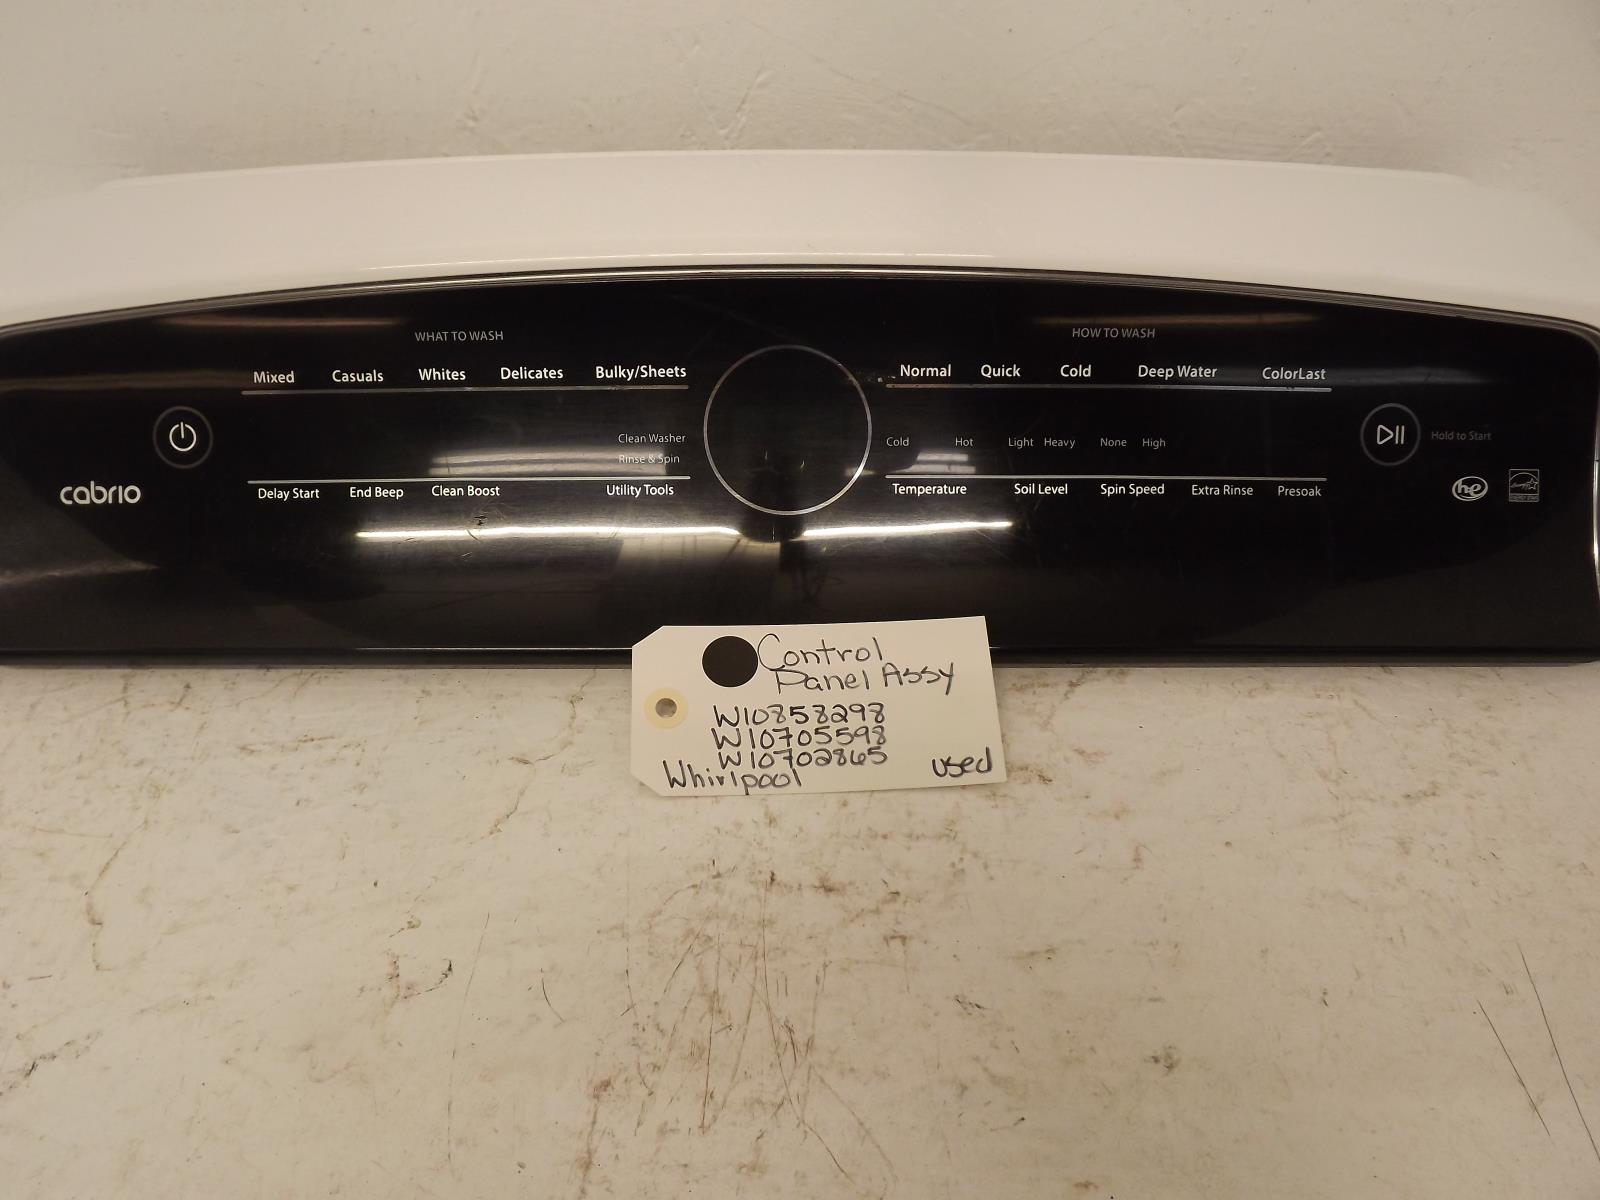 WHAT TO WASH
Mixed Casuals Whites Delicates Bulky/Sheets
Clean Washer
Rinse & Spin
cabrio
Delay Start End Beep Clean Boost Utility Tools
HOW TO WASH
Normal Quick Cold Deep Water ColorLast
Cold Hot Light Heavy None High
Hold to Start
Temperature Soil Level Spin Speed Extra Rinse Presoak
he
Control
Panel Assy
W10858298
W10705598
W10702865
Whirlpool used